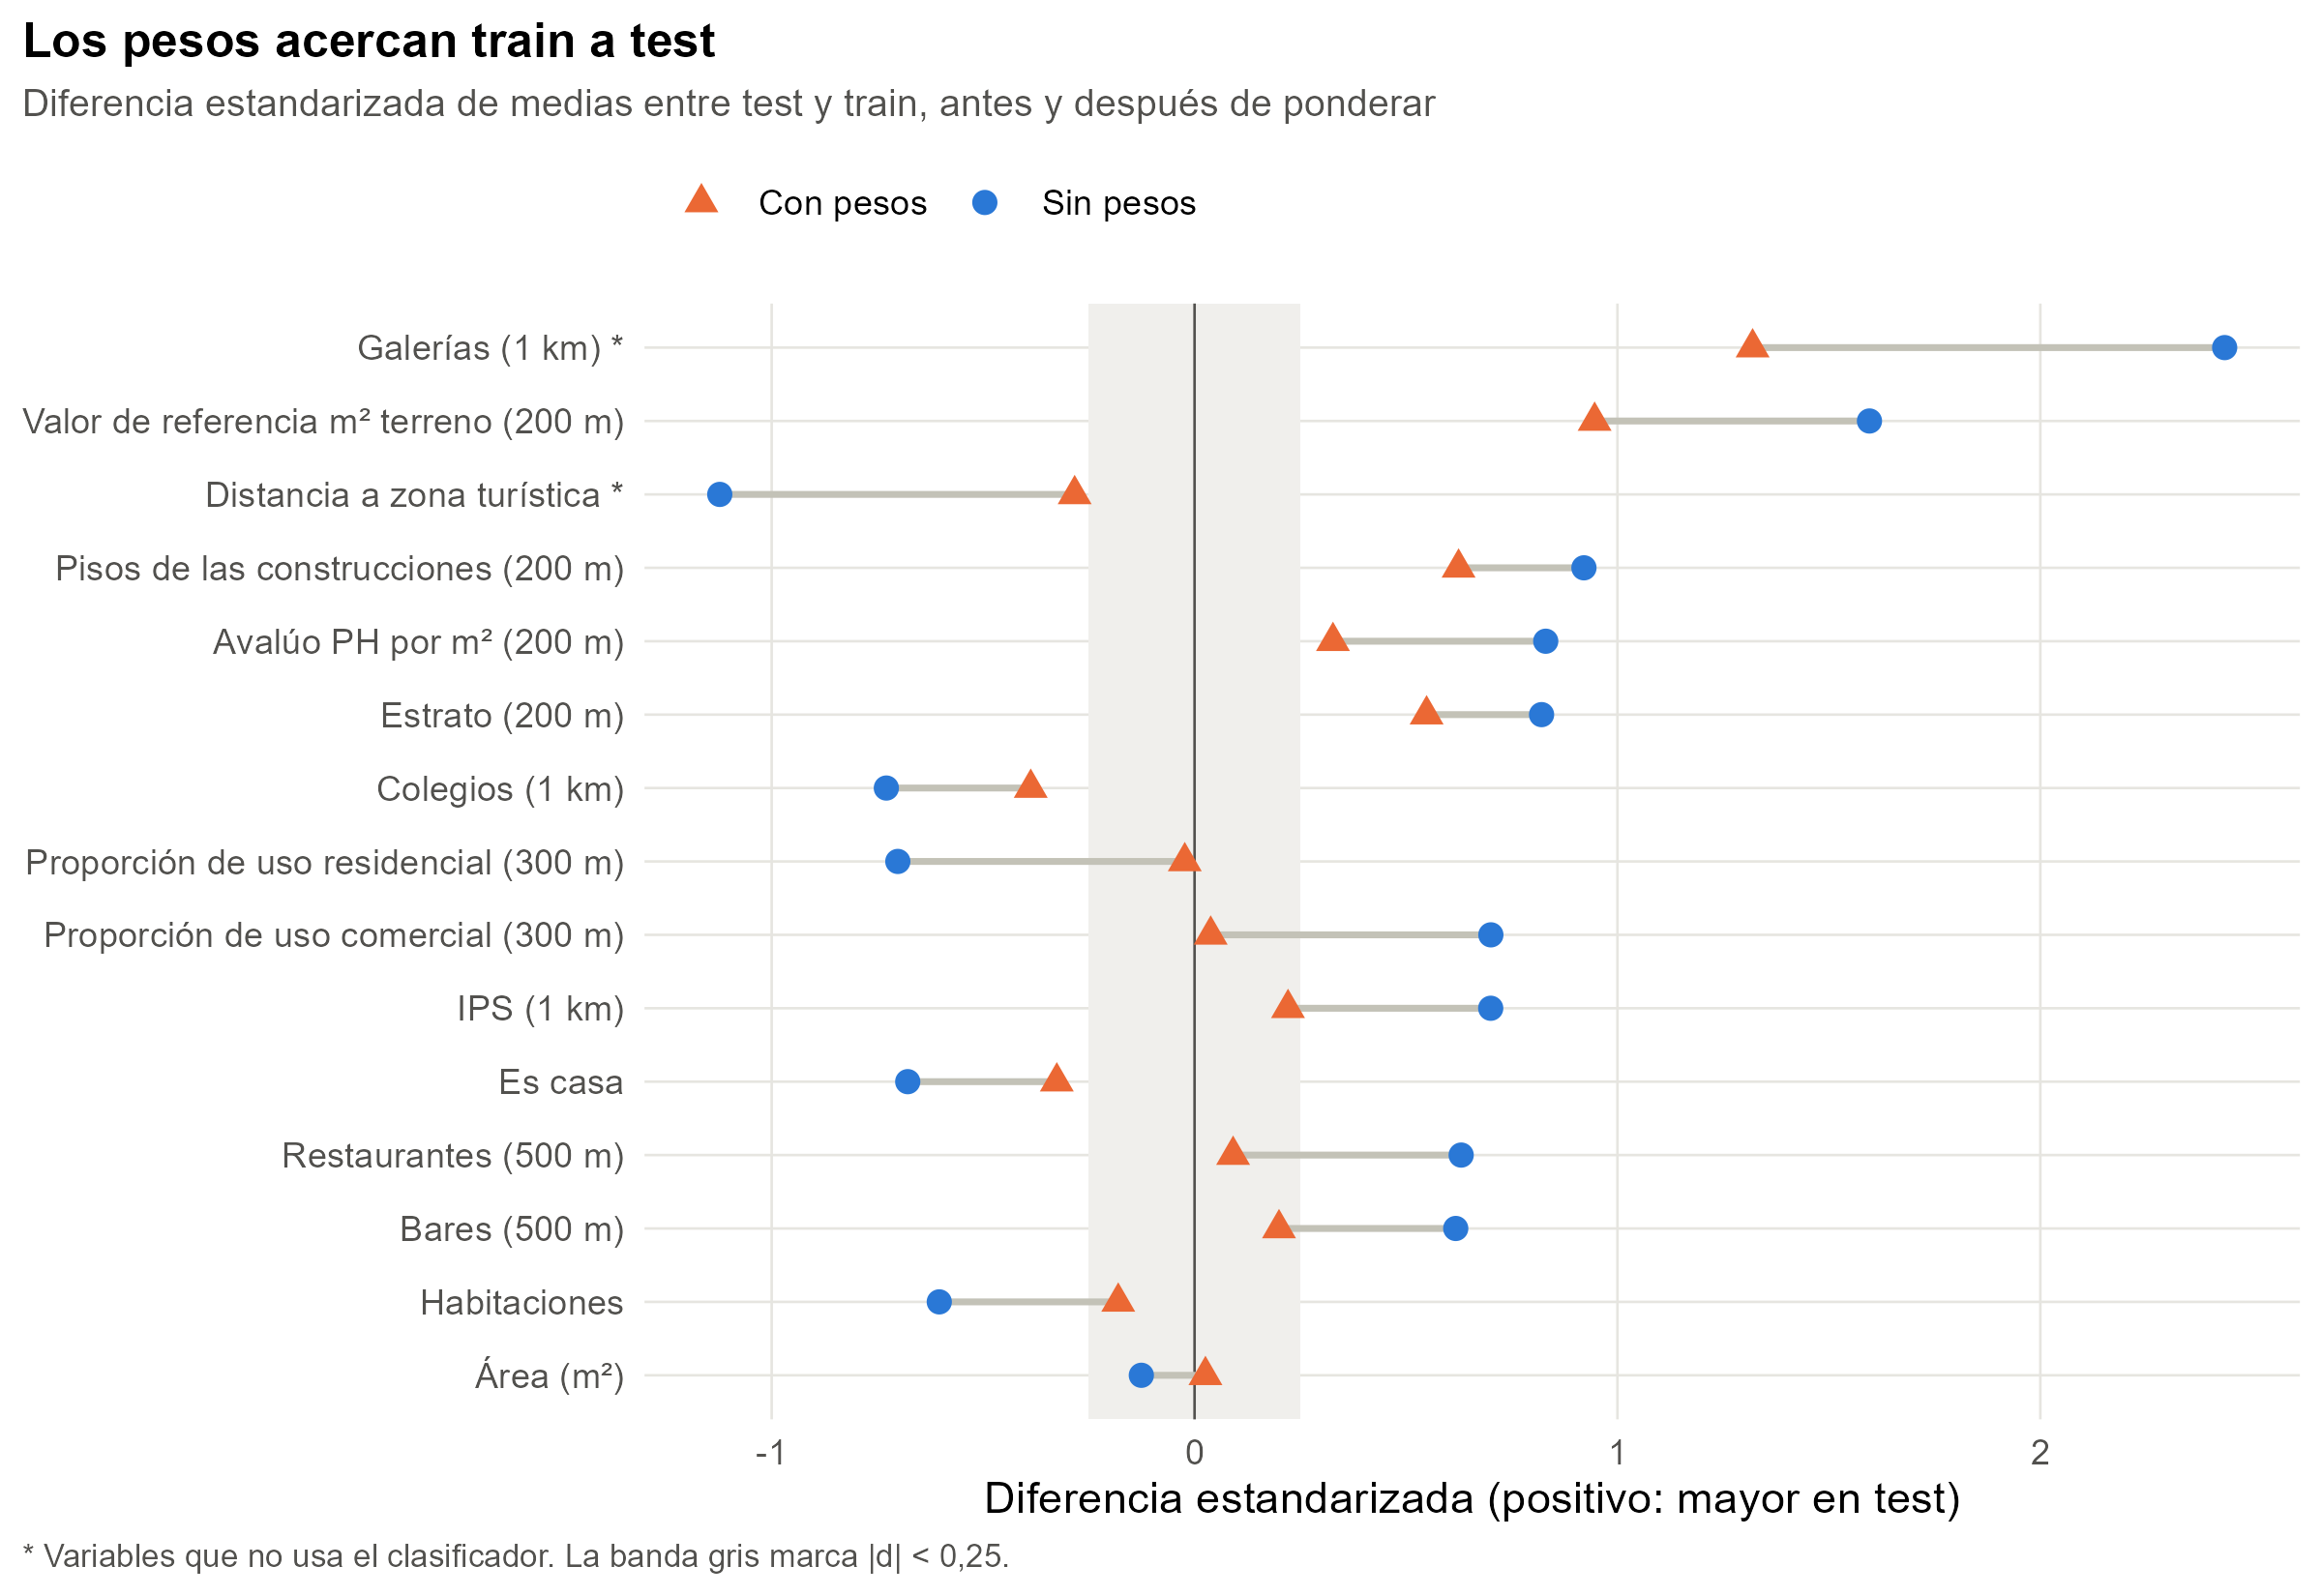 Los pesos acercan train a test
Diferencia estandarizada de medias entre test y train, antes y después de ponderar
Con pesos
Sin pesos
Galerías (1 km) *
Valor de referencia m² terreno (200 m)
Distancia a zona turística *
Pisos de las construcciones (200 m)
Avalúo PH por m² (200 m)
Estrato (200 m)
Colegios (1 km)
Proporción de uso residencial (300 m)
Proporción de uso comercial (300 m)
IPS (1 km)
Es casa
Restaurantes (500 m)
Bares (500 m)
Habitaciones
Área (m²)
-1 0 1 2
Diferencia estandarizada (positivo: mayor en test)
* Variables que no usa el clasificador. La banda gris marca |d| < 0,25.